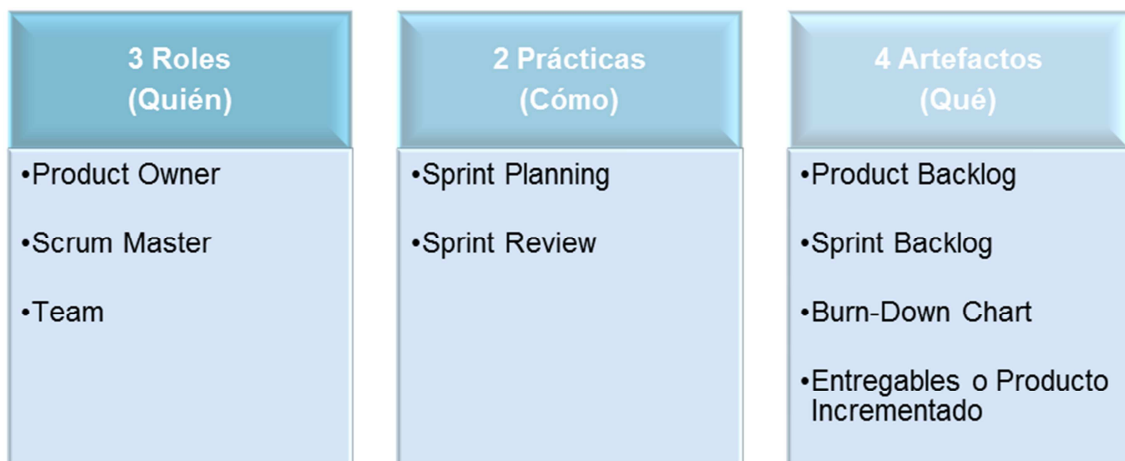 3 Roles
(Quién)
•Product Owner
•Scrum Master
•Team
2 Prácticas
(Cómo)
•Sprint Planning
•Sprint Review
4 Artefactos
(Qué)
•Product Backlog
•Sprint Backlog
•Burn-Down Chart
•Entregables o Producto
Incrementado